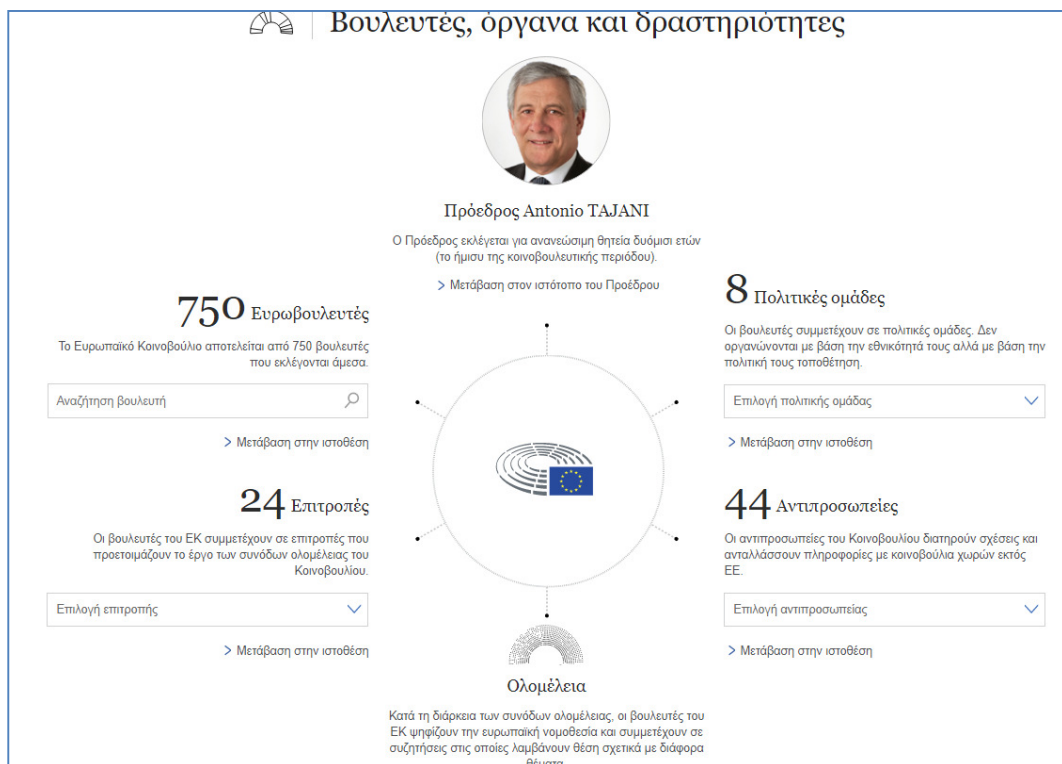 Βουλευτές, όργανα και δραστηριότητες
Πρόεδρος Antonio TAJANI
Ο Πρόεδρος εκλέγεται για ανανεώσιμη θητεία δυόμισι ετών
(το ήμισυ της κοινοβουλευτικής περιόδου).
> Μετάβαση στον ιστότοπο του Προέδρου
750 Ευρωβουλευτές
Το Ευρωπαϊκό Κοινοβούλιο αποτελείται από 750 βουλευτές
που εκλέγονται άμεσα.
Αναζήτηση βουλευτή
> Μετάβαση στην ιστοθέση
8 Πολιτικές ομάδες
Οι βουλευτές συμμετέχουν σε πολιτικές ομάδες. Δεν
οργανώνονται με βάση την εθνικότητά τους αλλά με βάση την
πολιτική τους τοποθέτηση.
Επιλογή πολιτικής ομάδας
> Μετάβαση στην ιστοθέση
24 Επιτροπές
Οι βουλευτές του ΕΚ συμμετέχουν σε επιτροπές που
προετοιμάζουν το έργο των συνόδων ολομέλειας του
Κοινοβουλίου.
Επιλογή επιτροπής
> Μετάβαση στην ιστοθέση
44 Αντιπροσωπείες
Οι αντιπροσωπείες του Κοινοβουλίου διατηρούν σχέσεις και
ανταλλάσσουν πληροφορίες με κοινοβούλια χωρών εκτός
ΕΕ.
Επιλογή αντιπροσωπείας
> Μετάβαση στην ιστοθέση
Ολομέλεια
Κατά τη διάρκεια των συνόδων ολομέλειας, οι βουλευτές του
ΕΚ ψηφίζουν την ευρωπαϊκή νομοθεσία και συμμετέχουν σε
συζητήσεις στις οποίες λαμβάνουν θέση σχετικά με διάφορα
θέματα